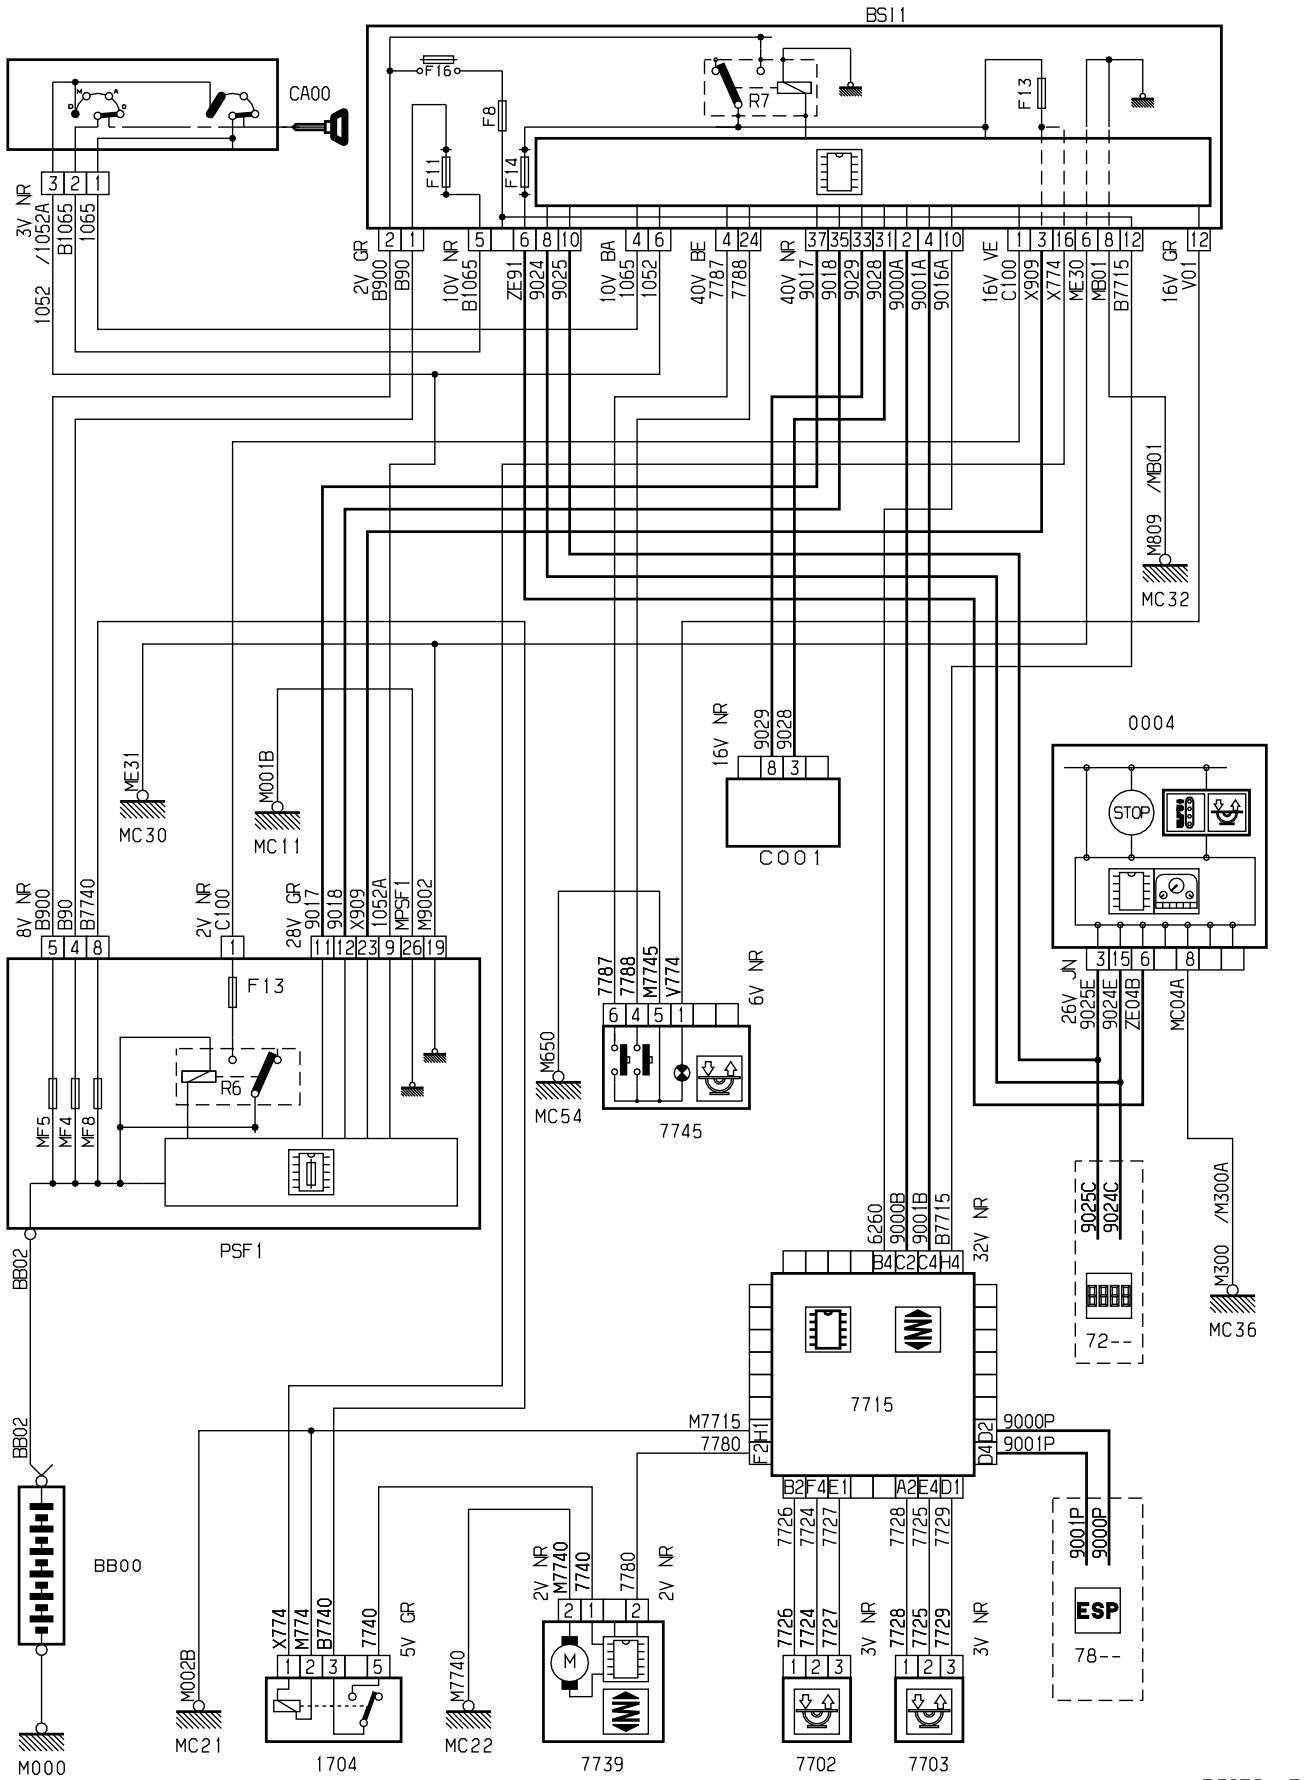 BSI1
CA00
M
A
D
O
F16
F8
R7
F13
F11
F14
3 2 1
3V NR
1052 /1052A
B1065
1065
2 1
5
6 8 10
4 6
4 24
37 35 33 31 2 4 10
1 3 16 6 8 12
12
2V GR
B900
B90
10V NR
B1065
ZE91
9024
9025
10V BA
1065
1052
40V BE
7787
7788
40V NR
9017
9018
9029
9028
9000A
9001A
9016A
16V VE
C100
X909
X774
ME30
MB01
B7715
16V GR
V01
M809 /MB01
MC32
ME31
MC30
M001B
MC11
16V NR
9029
9028
8 3
C001
0004
STOP
3 15 6 8
26V JN
9025E
9024E
ZE04B
MC04A
8V NR
B900
B90
B7740
2V NR
C100
28V GR
9017
9018
X909
1052A
MPSF1
M9002
5 4 8
1
11 12 23 9 26 19
F13
R6
MF5
MF4
MF8
PSF1
7787
7788
M7745
V774
6V NR
6 4 5 1
M650
MC54
7745
9025C
9024C
72--
M300 /M300A
MC36
6260
9000B
9001B
B7715
32V NR
B4 C2 C4 H4
7715
M7715
7780
H1
F2
D2
D4
9000P
9001P
B2 F4 E1 A2 E4 D1
7726
7724
7727
7728
7725
7729
9001P
9000P
ESP
78--
BB02
BB02
BB00
M000
M002B
MC21
X774
M774
B7740
7740
5V GR
1 2 3 5
1704
M7740
MC22
2V NR
M7740
7740
7780
2V NR
2 1 2
M
7739
7726
7724
7727
3V NR
1 2 3
7702
7728
7725
7729
3V NR
1 2 3
7703